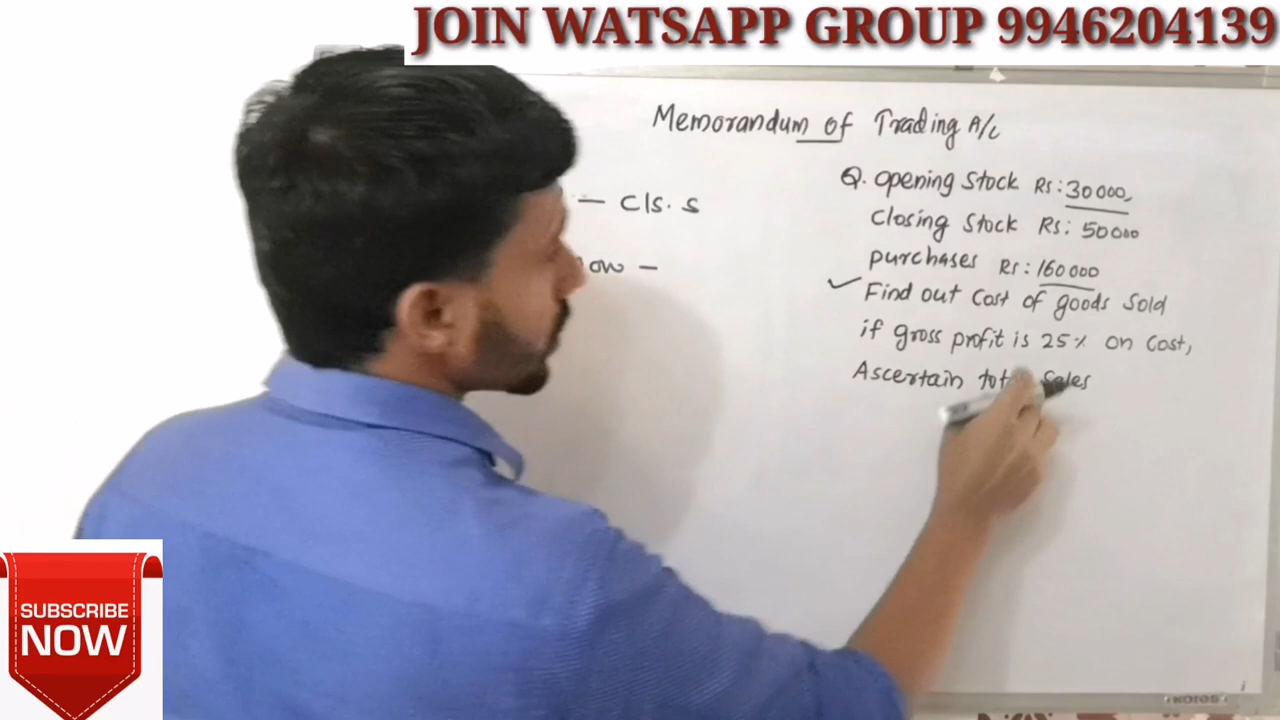 JOIN WATSAPP GROUP 9946204139
Memorandum of Trading A/c
— Cls. s
—
Q. Opening Stock Rs: 30000,
Closing Stock Rs: 50000
purchases Rs: 160000
Find out Cost of goods Sold
if gross profit is 25% on Cost,
Ascertain Sales
SUBSCRIBE
NOW
KOROS